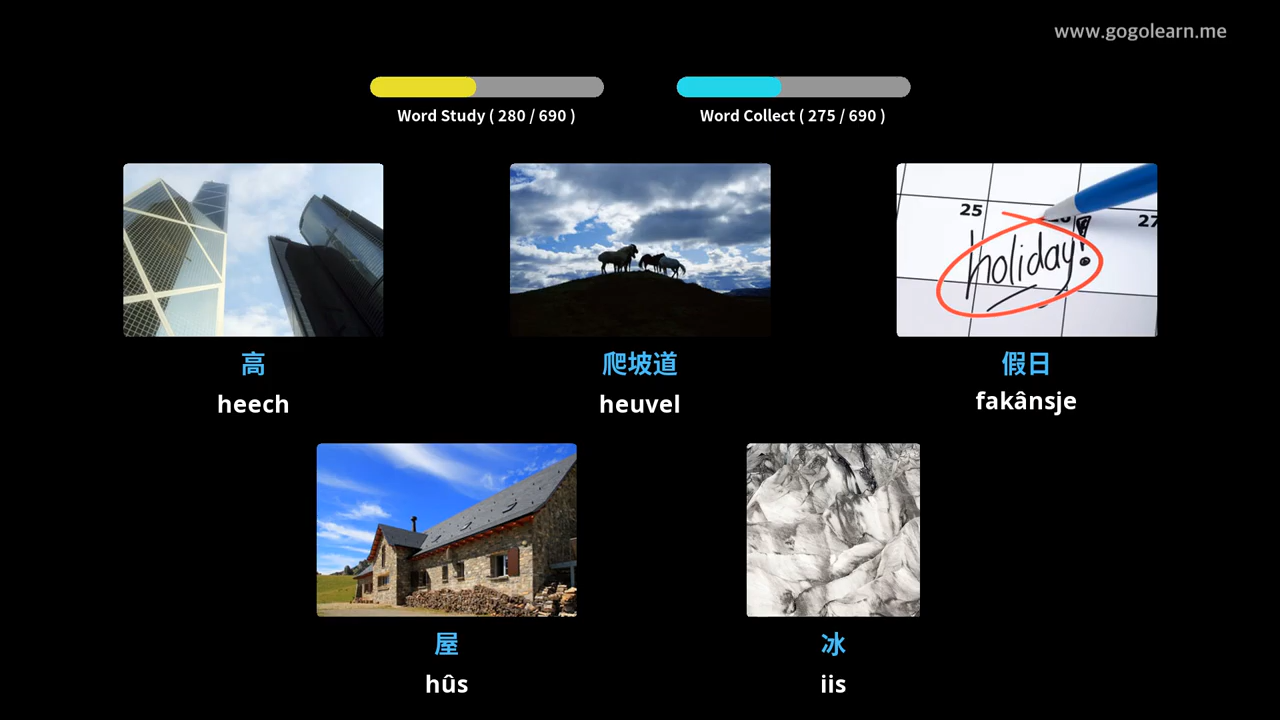 www.gogolearn.me
Word Study ( 280 / 690 )
Word Collect ( 275 / 690 )
25
27
holiday!
高
爬坡道
假日
heech
heuvel
fakânsje
屋
冰
hûs
iis